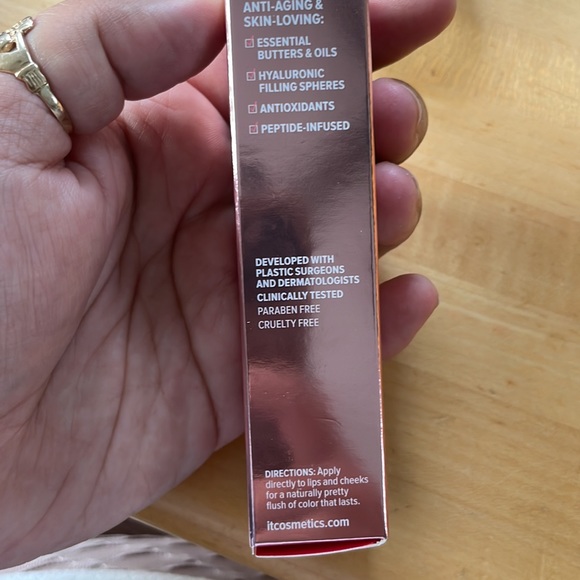 ANTI-AGING &
SKIN-LOVING:
ESSENTIAL
BUTTERS & OILS
HYALURONIC
FILLING SPHERES
ANTIOXIDANTS
PEPTIDE-INFUSED
DEVELOPED WITH
PLASTIC SURGEONS
AND DERMATOLOGISTS
CLINICALLY TESTED
PARABEN FREE
CRUELTY FREE
DIRECTIONS: Apply
directly to lips and cheeks
for a naturally pretty
flush of color that lasts.
itcosmetics.com